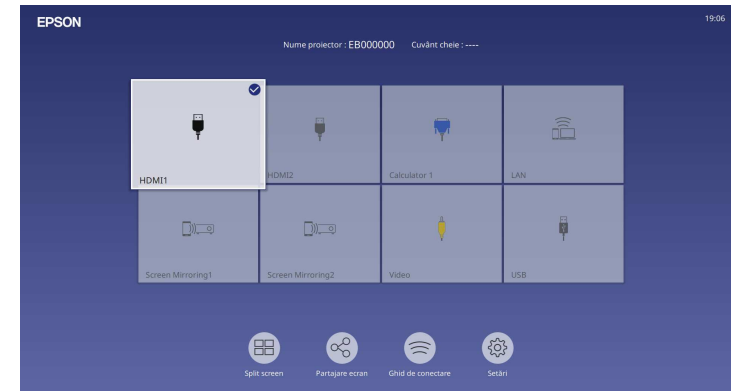 EPSON
19:06
Nume proiector : EB000000 Cuvânt cheie : ----
HDMI1
HDMI2
Calculator 1
LAN
Screen Mirroring1
Screen Mirroring2
Video
USB
Split screen
Partajare ecran
Ghid de conectare
Setări